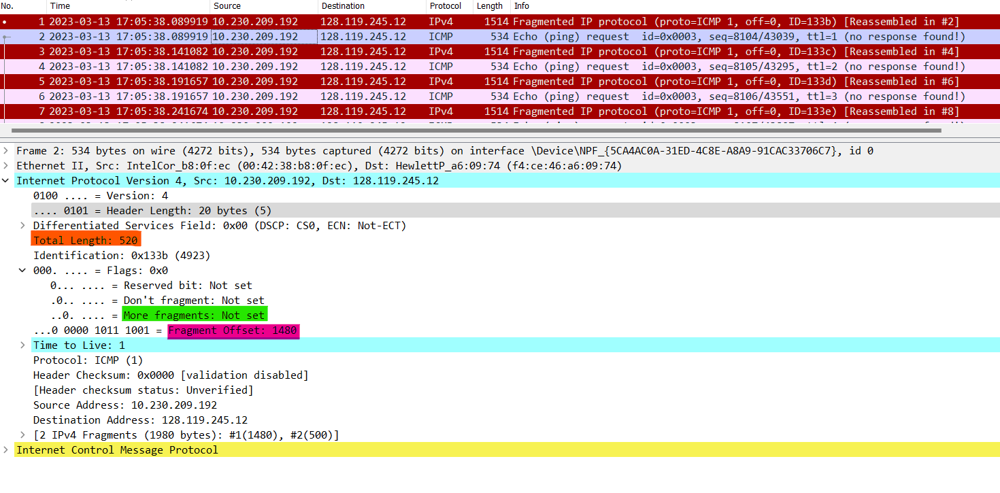 No. Time Source Destination Protocol Length Info
1 2023-03-13 17:05:38.089919 10.230.209.192 128.119.245.12 IPv4 1514 Fragmented IP protocol (proto=ICMP 1, off=0, ID=133b) [Reassembled in #2]
2 2023-03-13 17:05:38.089919 10.230.209.192 128.119.245.12 ICMP 534 Echo (ping) request id=0x0003, seq=8104/43039, ttl=1 (no response found!)
3 2023-03-13 17:05:38.141082 10.230.209.192 128.119.245.12 IPv4 1514 Fragmented IP protocol (proto=ICMP 1, off=0, ID=133c) [Reassembled in #4]
4 2023-03-13 17:05:38.141082 10.230.209.192 128.119.245.12 ICMP 534 Echo (ping) request id=0x0003, seq=8105/43295, ttl=2 (no response found!)
5 2023-03-13 17:05:38.191657 10.230.209.192 128.119.245.12 IPv4 1514 Fragmented IP protocol (proto=ICMP 1, off=0, ID=133d) [Reassembled in #6]
6 2023-03-13 17:05:38.191657 10.230.209.192 128.119.245.12 ICMP 534 Echo (ping) request id=0x0003, seq=8106/43551, ttl=3 (no response found!)
7 2023-03-13 17:05:38.241674 10.230.209.192 128.119.245.12 IPv4 1514 Fragmented IP protocol (proto=ICMP 1, off=0, ID=133e) [Reassembled in #8]
Frame 2: 534 bytes on wire (4272 bits), 534 bytes captured (4272 bits) on interface \Device\NPF_{5CA4AC0A-31ED-4C8E-A8A9-91CAC33706C7}, id 0
Ethernet II, Src: IntelCor_b8:0f:ec (00:42:38:b8:0f:ec), Dst: HewlettP_a6:09:74 (f4:ce:46:a6:09:74)
Internet Protocol Version 4, Src: 10.230.209.192, Dst: 128.119.245.12
0100 .... = Version: 4
.... 0101 = Header Length: 20 bytes (5)
Differentiated Services Field: 0x00 (DSCP: CS0, ECN: Not-ECT)
Total Length: 520
Identification: 0x133b (4923)
000. .... = Flags: 0x0
0... .... = Reserved bit: Not set
.0.. .... = Don't fragment: Not set
..0. .... = More fragments: Not set
...0 0000 1011 1001 = Fragment Offset: 1480
Time to Live: 1
Protocol: ICMP (1)
Header Checksum: 0x0000 [validation disabled]
[Header checksum status: Unverified]
Source Address: 10.230.209.192
Destination Address: 128.119.245.12
[2 IPv4 Fragments (1980 bytes): #1(1480), #2(500)]
Internet Control Message Protocol